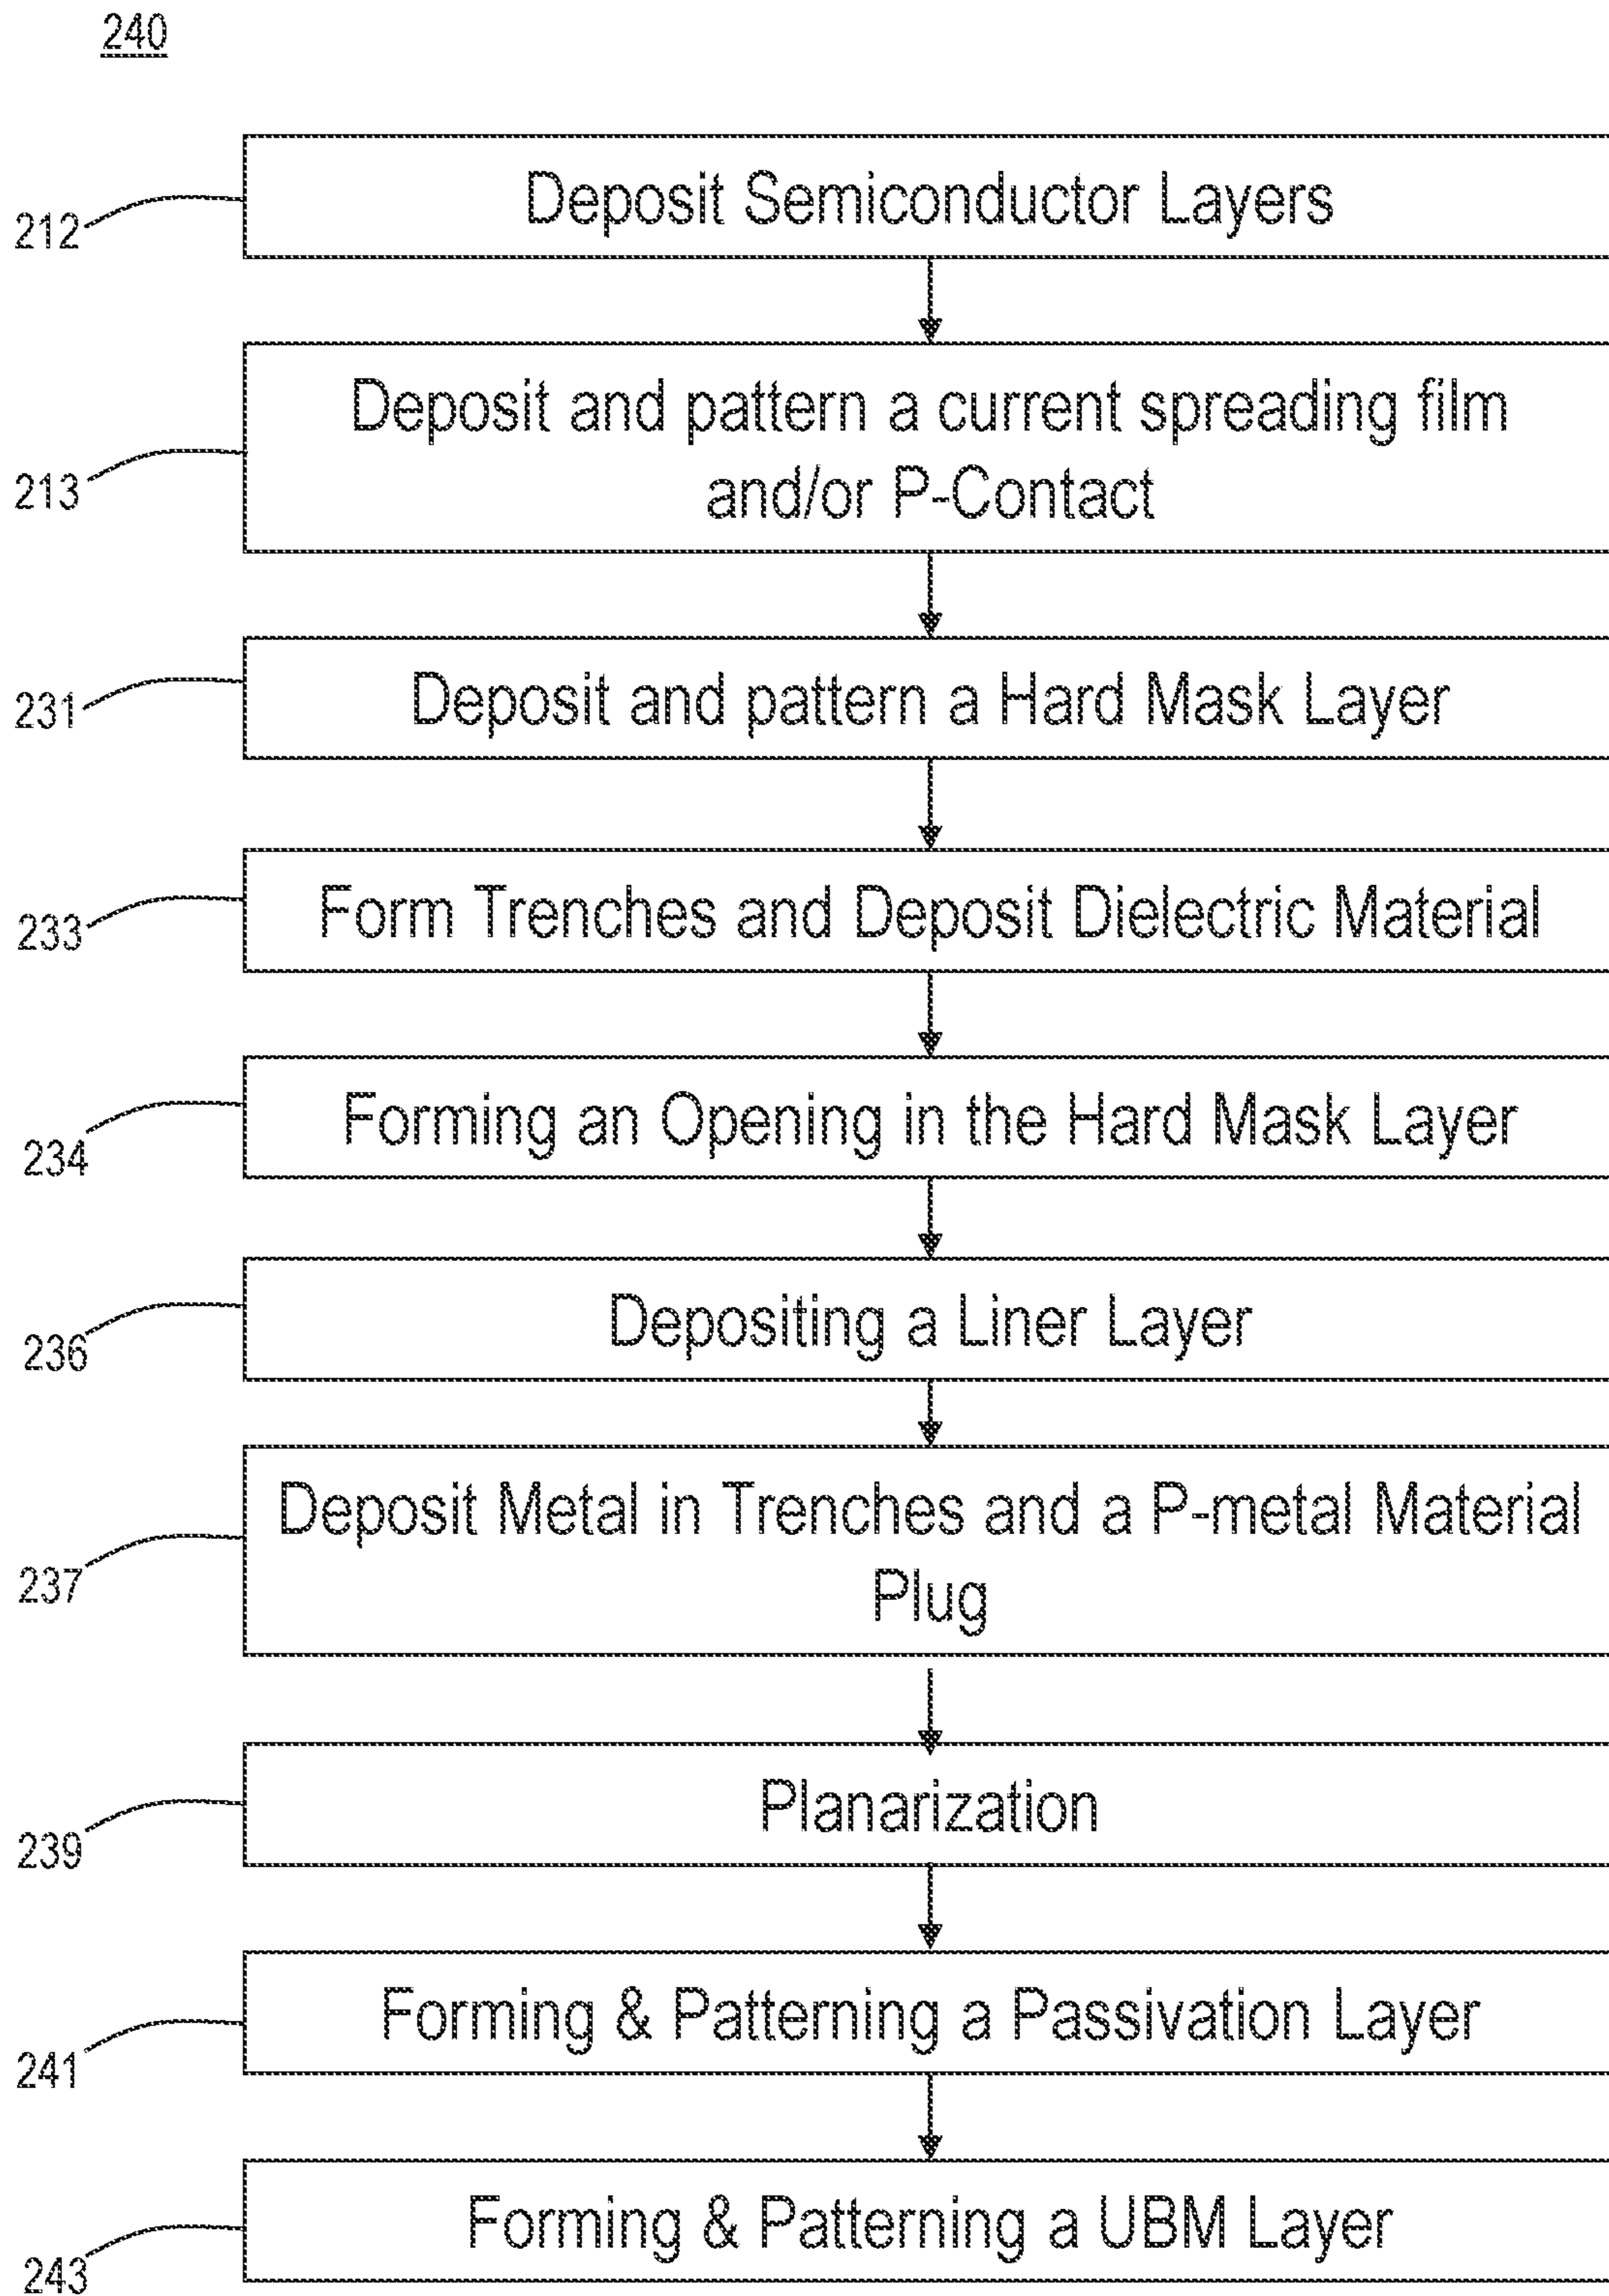 240
Deposit Semiconductor Layers
212
Deposit and pattern a current spreading film
and/or P-Contact
213
Deposit and pattern a Hard Mask Layer
231
Form Trenches and Deposit Dielectric Material
233
Forming an Opening in the Hard Mask Layer
234
Depositing a Liner Layer
236
Deposit Metal in Trenches and a P-metal Material
Plug
237
Planarization
239
Forming & Patterning a Passivation Layer
241
Forming & Patterning a UBM Layer
243